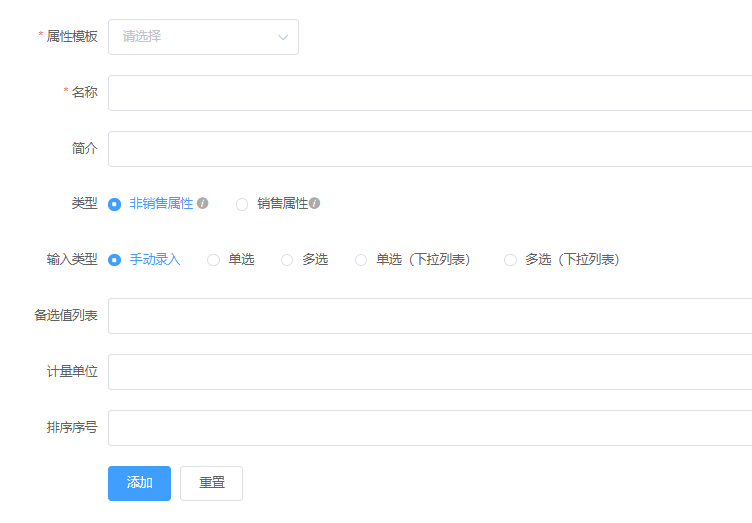 * 属性模板 请选择
* 名称
简介
类型 非销售属性 销售属性
输入类型 手动录入 单选 多选 单选（下拉列表） 多选（下拉列表）
备选值列表
计量单位
排序序号
添加 重置